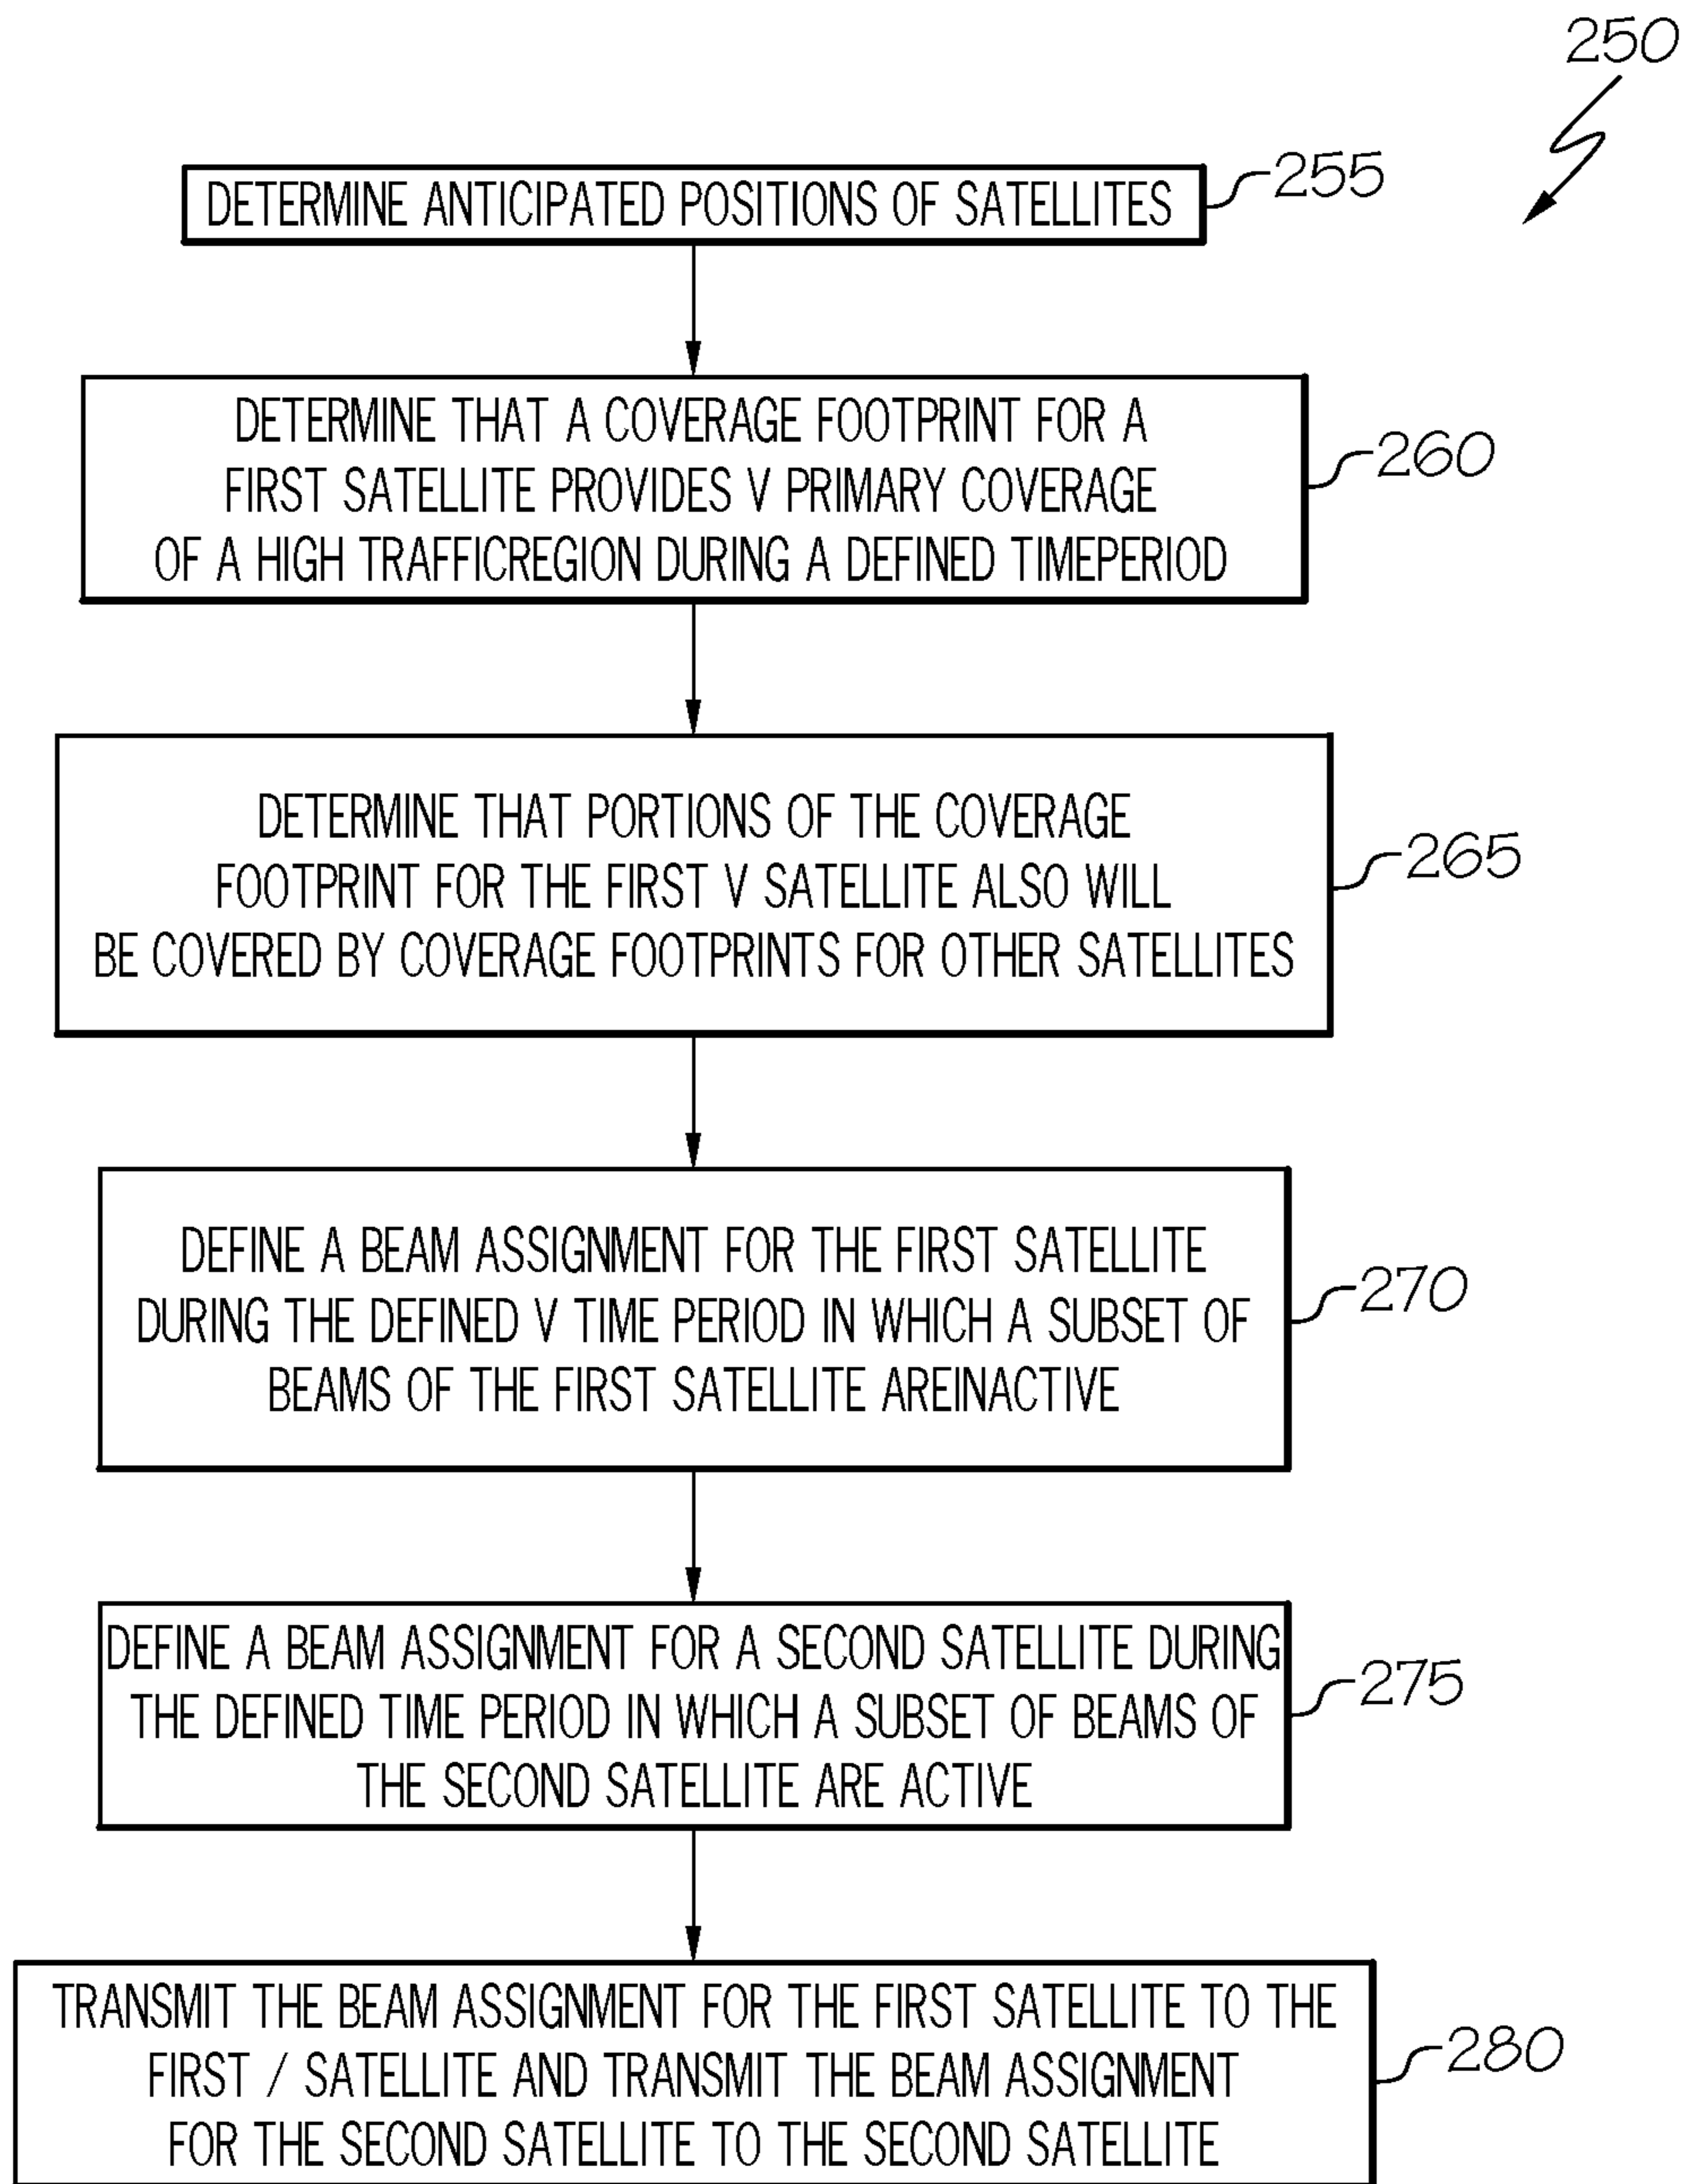 250
DETERMINE ANTICIPATED POSITIONS OF SATELLITES
255
DETERMINE THAT A COVERAGE FOOTPRINT FOR A
FIRST SATELLITE PROVIDES V PRIMARY COVERAGE
OF A HIGH TRAFFICREGION DURING A DEFINED TIMEPERIOD
260
DETERMINE THAT PORTIONS OF THE COVERAGE
FOOTPRINT FOR THE FIRST V SATELLITE ALSO WILL
BE COVERED BY COVERAGE FOOTPRINTS FOR OTHER SATELLITES
265
DEFINE A BEAM ASSIGNMENT FOR THE FIRST SATELLITE
DURING THE DEFINED V TIME PERIOD IN WHICH A SUBSET OF
BEAMS OF THE FIRST SATELLITE AREINACTIVE
270
DEFINE A BEAM ASSIGNMENT FOR A SECOND SATELLITE DURING
THE DEFINED TIME PERIOD IN WHICH A SUBSET OF BEAMS OF
THE SECOND SATELLITE ARE ACTIVE
275
TRANSMIT THE BEAM ASSIGNMENT FOR THE FIRST SATELLITE TO THE
FIRST / SATELLITE AND TRANSMIT THE BEAM ASSIGNMENT
FOR THE SECOND SATELLITE TO THE SECOND SATELLITE
280